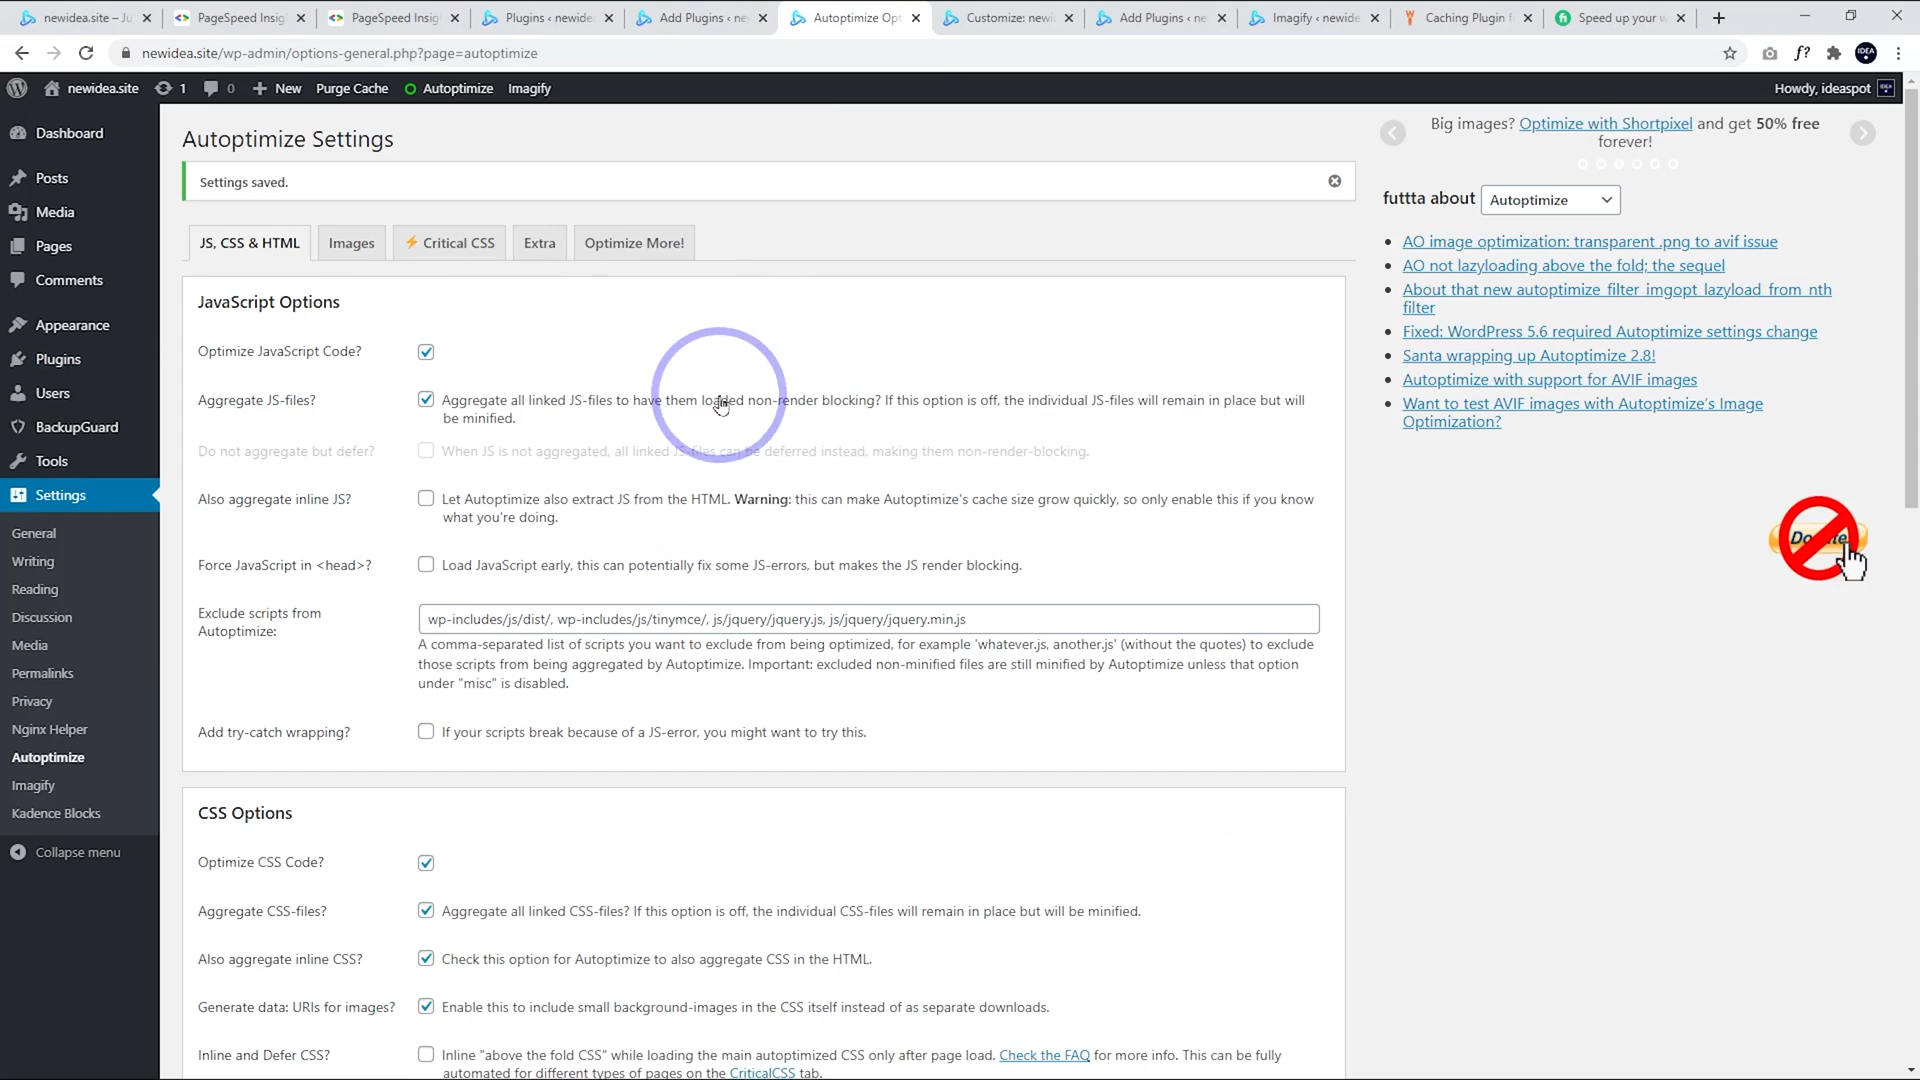 newidea.site – Ju
PageSpeed Insig
PageSpeed Insig
Plugins ‹ newide
Add Plugins ‹ ne
Autoptimize Opt
Customize: newi
Add Plugins ‹ ne
Imagify ‹ newide
Caching Plugin f
Speed up your w
newidea.site/wp-admin/options-general.php?page=autoptimize
f?
IDEA
newidea.site
1
0
New
Purge Cache
Autoptimize
Imagify
Howdy, ideaspot
Dashboard
Posts
Media
Pages
Comments
Appearance
Plugins
Users
BackupGuard
Tools
Settings
General
Writing
Reading
Discussion
Media
Permalinks
Privacy
Nginx Helper
Autoptimize
Imagify
Kadence Blocks
Collapse menu
Autoptimize Settings
Settings saved.
JS, CSS & HTML
Images
Critical CSS
Extra
Optimize More!
JavaScript Options
Optimize JavaScript Code?
Aggregate JS-files?
Aggregate all linked JS-files to have them loaded non-render blocking? If this option is off, the individual JS-files will remain in place but will
be minified.
Do not aggregate but defer?
When JS is not aggregated, all linked JS-files can be deferred instead, making them non-render-blocking.
Also aggregate inline JS?
Let Autoptimize also extract JS from the HTML. Warning: this can make Autoptimize's cache size grow quickly, so only enable this if you know
what you're doing.
Force JavaScript in <head>?
Load JavaScript early, this can potentially fix some JS-errors, but makes the JS render blocking.
Exclude scripts from
Autoptimize:
wp-includes/js/dist/, wp-includes/js/tinymce/, js/jquery/jquery.js, js/jquery/jquery.min.js
A comma-separated list of scripts you want to exclude from being optimized, for example 'whatever.js, another.js' (without the quotes) to exclude
those scripts from being aggregated by Autoptimize. Important: excluded non-minified files are still minified by Autoptimize unless that option
under "misc" is disabled.
Add try-catch wrapping?
If your scripts break because of a JS-error, you might want to try this.
CSS Options
Optimize CSS Code?
Aggregate CSS-files?
Aggregate all linked CSS-files? If this option is off, the individual CSS-files will remain in place but will be minified.
Also aggregate inline CSS?
Check this option for Autoptimize to also aggregate CSS in the HTML.
Generate data: URIs for images?
Enable this to include small background-images in the CSS itself instead of as separate downloads.
Inline and Defer CSS?
Inline "above the fold CSS" while loading the main autoptimized CSS only after page load. Check the FAQ for more info. This can be fully
automated for different types of pages on the CriticalCSS tab.
Big images? Optimize with Shortpixel and get 50% free
forever!
futtta about
Autoptimize
AO image optimization: transparent .png to avif issue
AO not lazyloading above the fold; the sequel
About that new autoptimize_filter_imgopt_lazyload_from_nth
filter
Fixed: WordPress 5.6 required Autoptimize settings change
Santa wrapping up Autoptimize 2.8!
Autoptimize with support for AVIF images
Want to test AVIF images with Autoptimize's Image
Optimization?
Donate